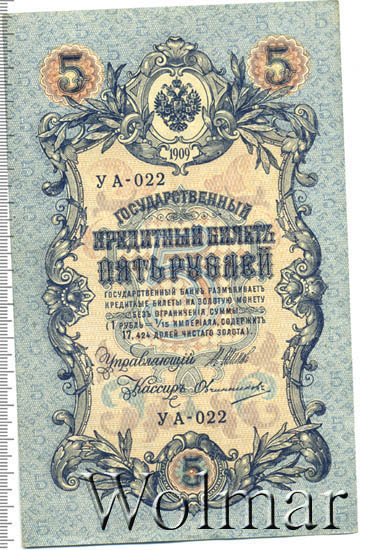 5 5
1909
УА-022
ГОСУДАРСТВЕННЫЙ
КРЕДИТНЫЙ БИЛЕТЪ
ПЯТЬ РУБЛЕЙ
ГОСУДАРСТВЕННЫЙ БАНКЪ РАЗМѢНИВАЕТЪ
КРЕДИТНЫЕ БИЛЕТЫ НА ЗОЛОТУЮ МОНЕТУ
БЕЗЪ ОГРАНИЧЕНІЯ СУММЫ
(1 РУБЛЬ = 1/15 ИМПЕРІАЛА, СОДЕРЖИТЪ
17,424 ДОЛЕЙ ЧИСТАГО ЗОЛОТА).
Управляющій
Кассиръ Овчинниковъ
УА-022
5
Wolmar